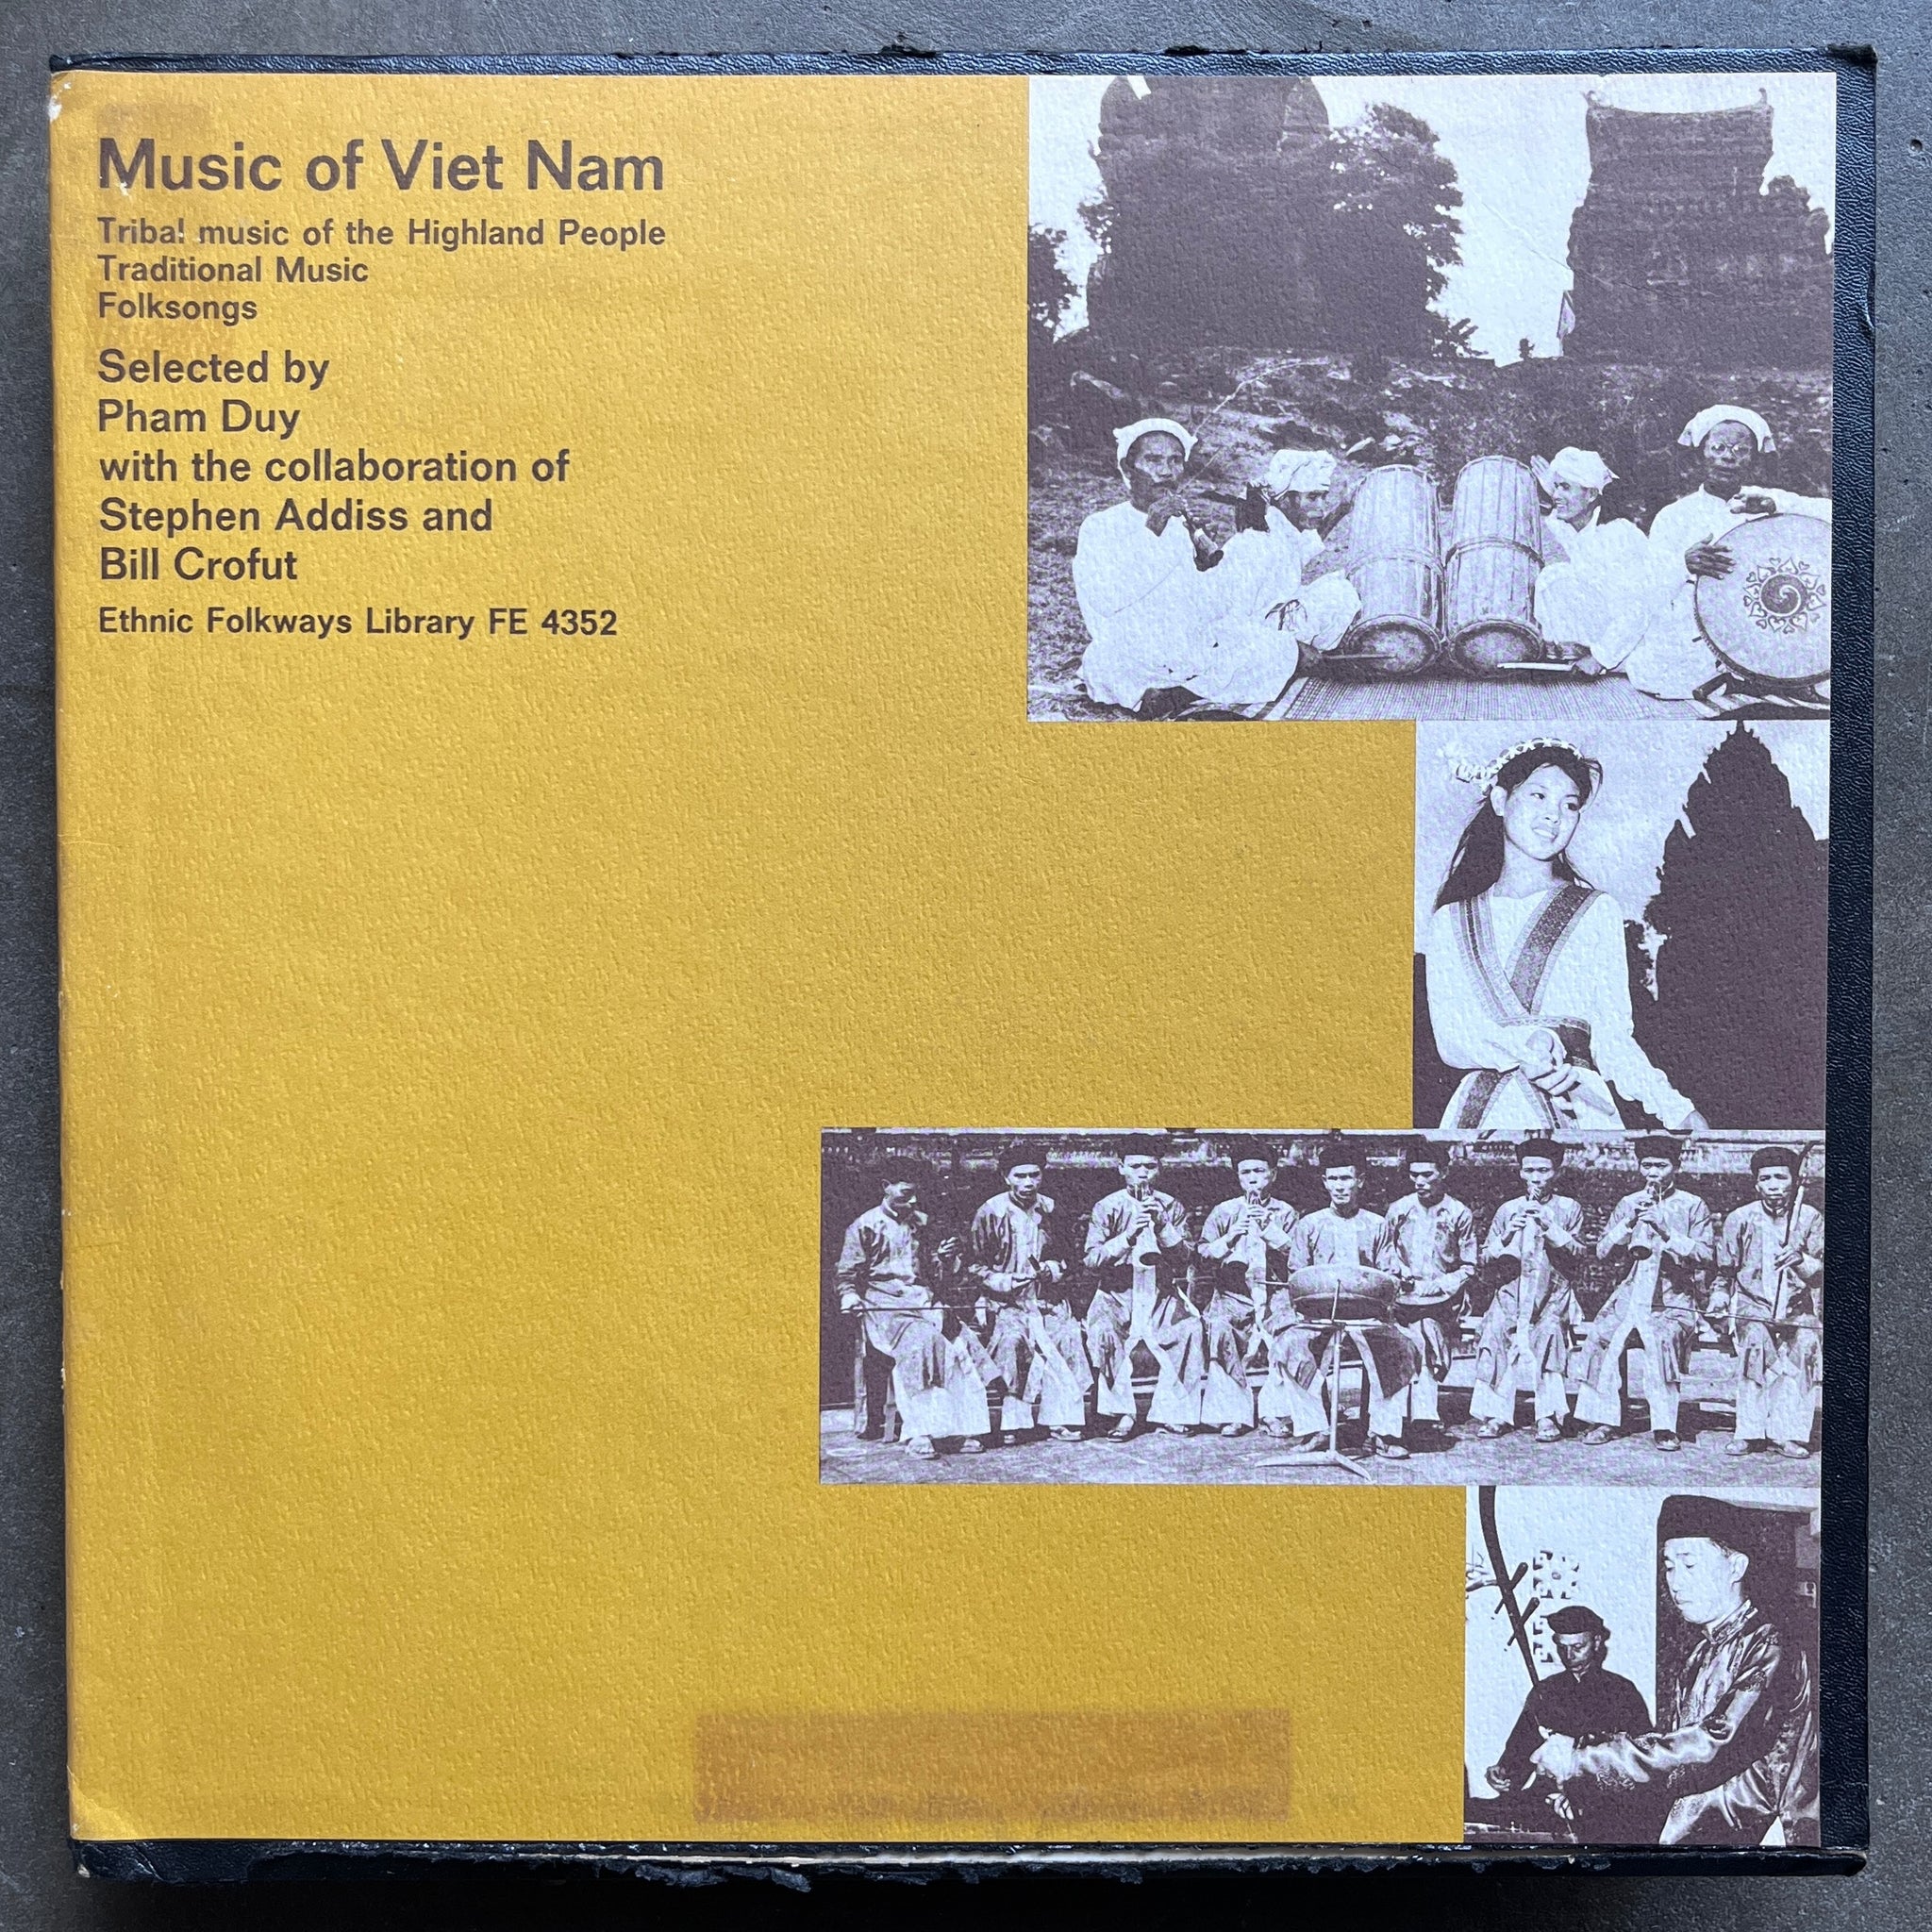 Music of Viet Nam
Tribal music of the Highland People
Traditional Music
Folksongs
Selected by
Pham Duy
with the collaboration of
Stephen Addiss and
Bill Crofut
Ethnic Folkways Library FE 4352